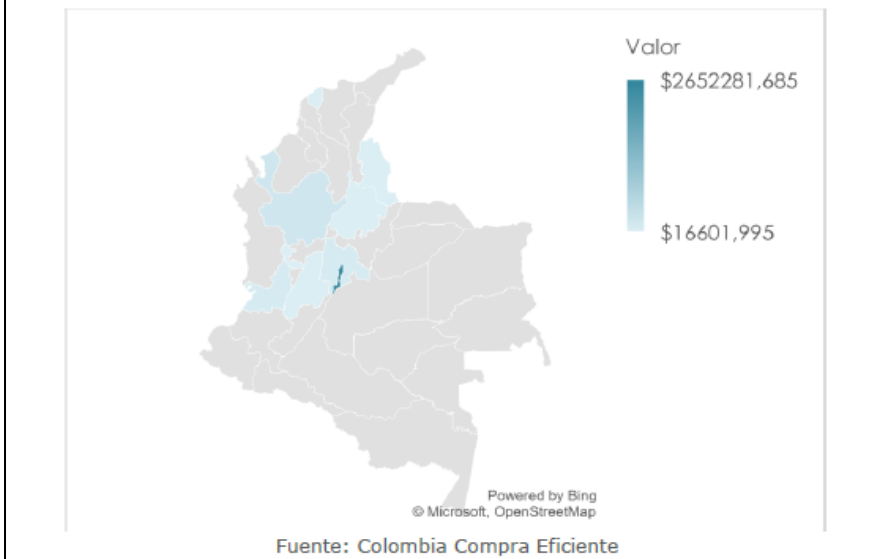 Valor
$2652281,685
$16601,995
Powered by Bing
© Microsoft, OpenStreetMap
Fuente: Colombia Compra Eficiente